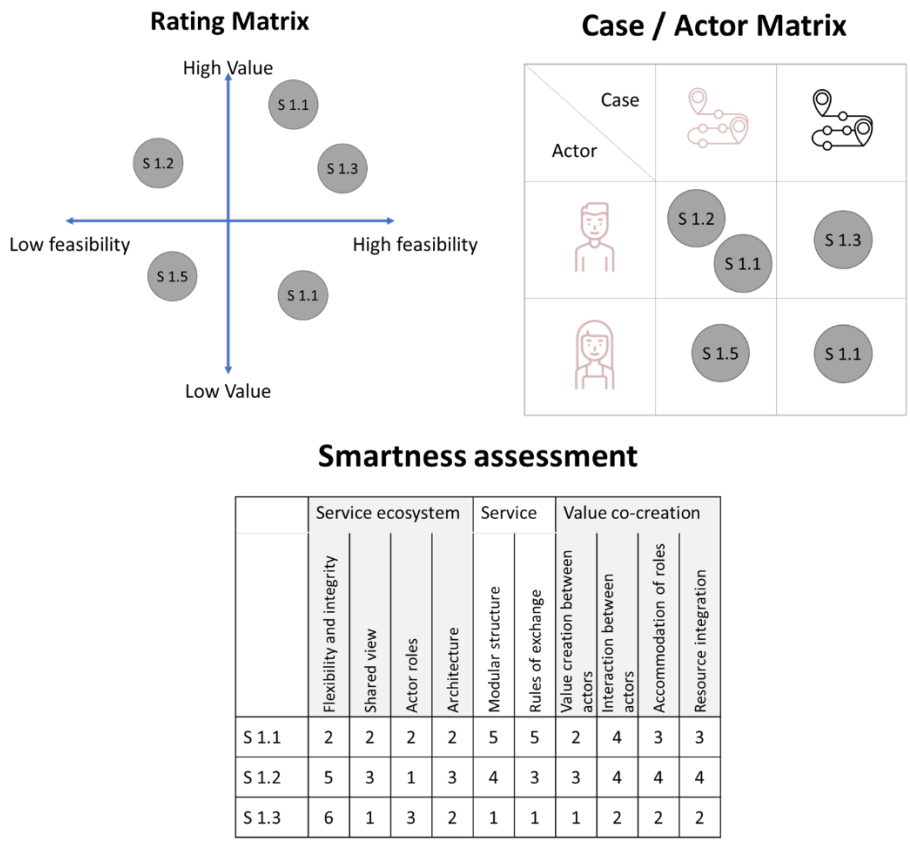 Rating Matrix
High Value
S 1.1
S 1.2
S 1.3
Low feasibility
High feasibility
S 1.5
S 1.1
Low Value
Case / Actor Matrix
Case
Actor
S 1.2
S 1.1
S 1.3
S 1.5
S 1.1
Smartness assessment
Service ecosystem Service Value co-creation
Flexibility and integrity
Shared view
Actor roles
Architecture
Modular structure
Rules of exchange
Value creation between
actors
Interaction between
actors
Accommodation of roles
Resource integration
S 1.1 2 2 2 2 5 5 2 4 3 3
S 1.2 5 3 1 3 4 3 3 4 4 4
S 1.3 6 1 3 2 1 1 1 2 2 2